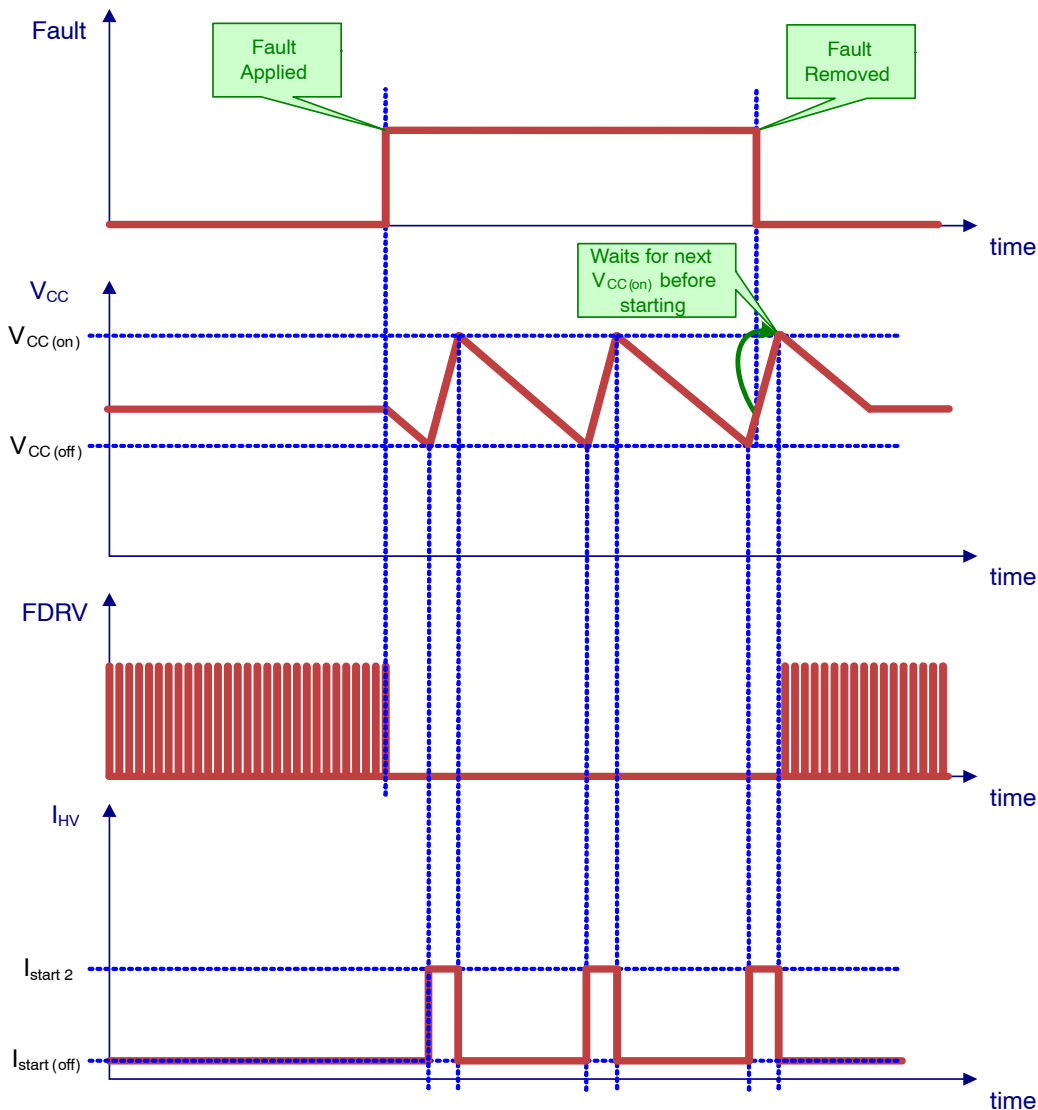 Fault
Fault
Applied
Fault
Removed
time
Waits for next
VCC(on) before
starting
VCC
VCC(on)
VCC(off)
time
FDRV
time
IHV
Istart 2
Istart(off)
time